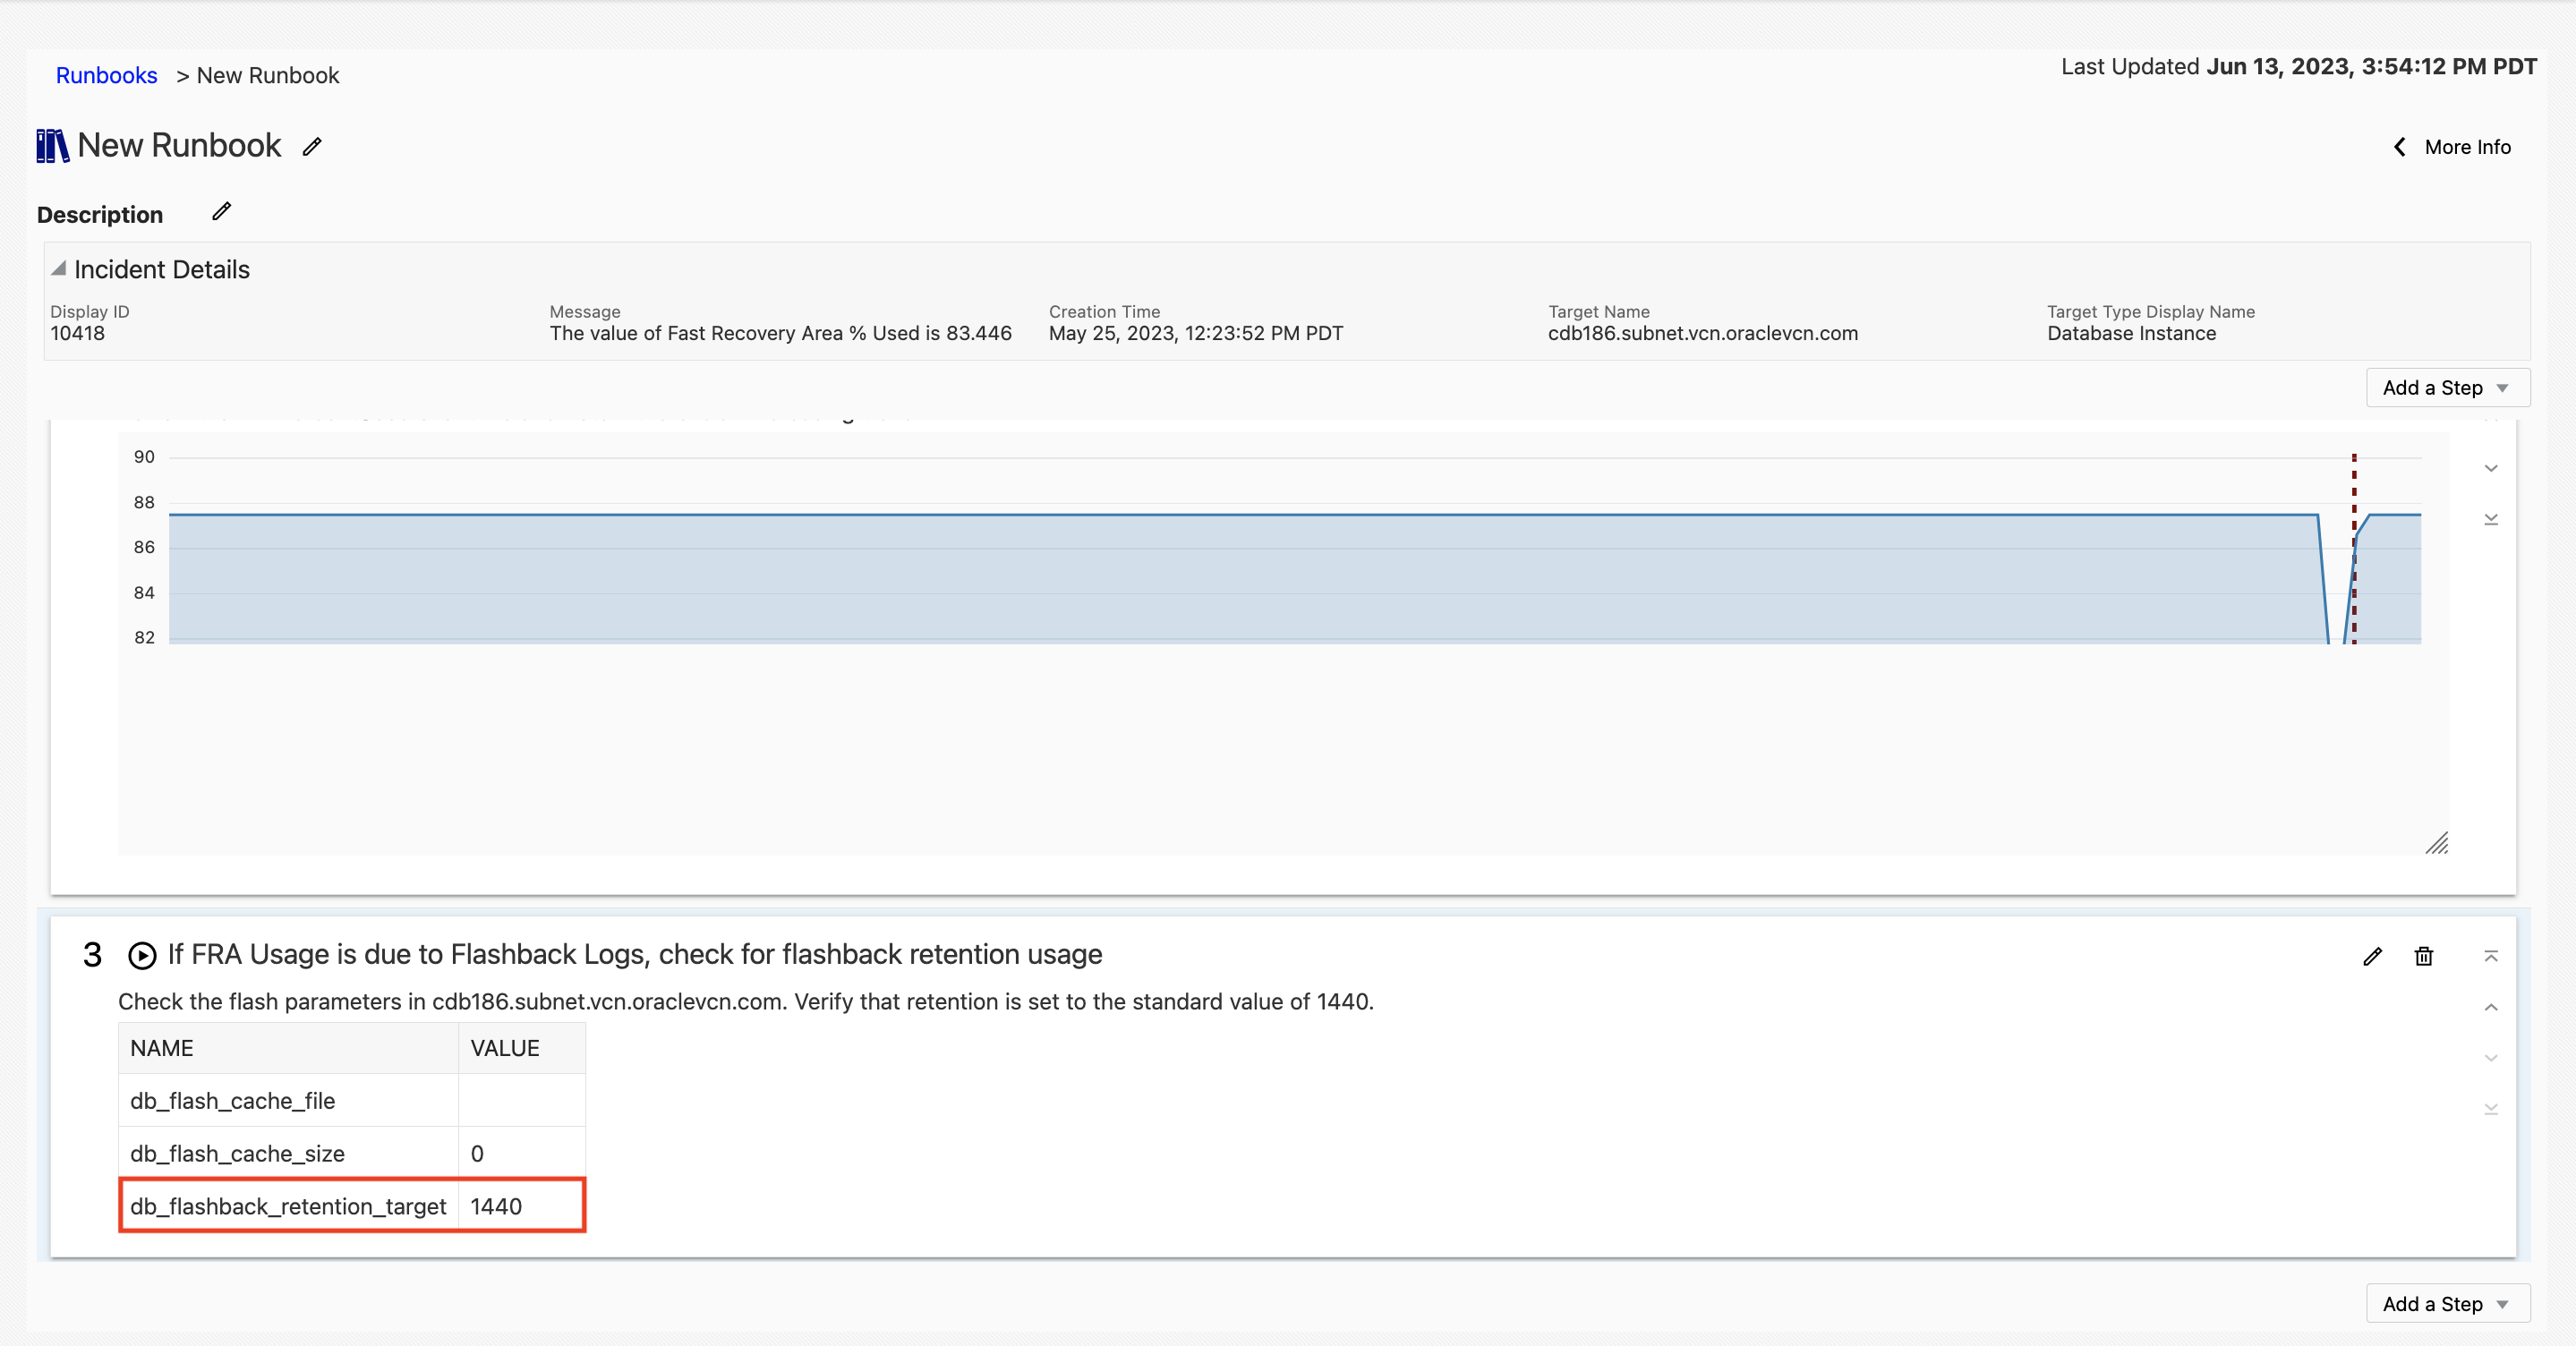 Runbooks > New Runbook
Last Updated Jun 13, 2023, 3:54:12 PM PDT
New Runbook
More Info
Description
Incident Details
Display ID
10418
Message
The value of Fast Recovery Area % Used is 83.446
Creation Time
May 25, 2023, 12:23:52 PM PDT
Target Name
cdb186.subnet.vcn.oraclevcn.com
Target Type Display Name
Database Instance
Add a Step
90
88
86
84
82
3 If FRA Usage is due to Flashback Logs, check for flashback retention usage
Check the flash parameters in cdb186.subnet.vcn.oraclevcn.com. Verify that retention is set to the standard value of 1440.
NAME VALUE
db_flash_cache_file
db_flash_cache_size 0
db_flashback_retention_target 1440
Add a Step